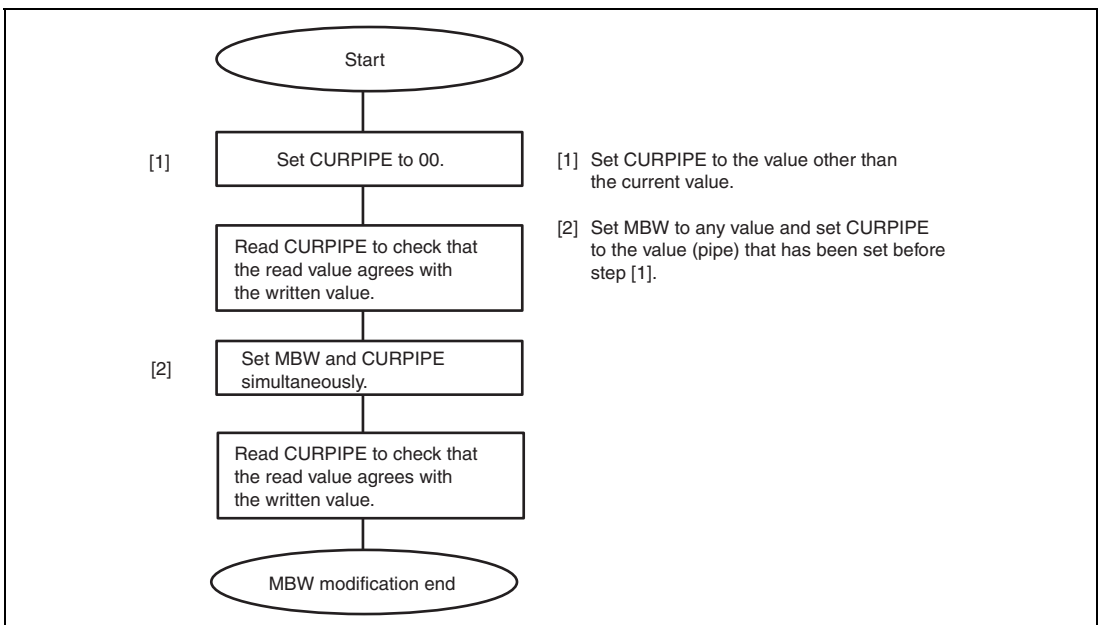 Start
[1]
Set CURPIPE to 00.
[1] Set CURPIPE to the value other than
the current value.
Read CURPIPE to check that
the read value agrees with
the written value.
[2] Set MBW to any value and set CURPIPE
to the value (pipe) that has been set before
step [1].
[2]
Set MBW and CURPIPE
simultaneously.
Read CURPIPE to check that
the read value agrees with
the written value.
MBW modification end